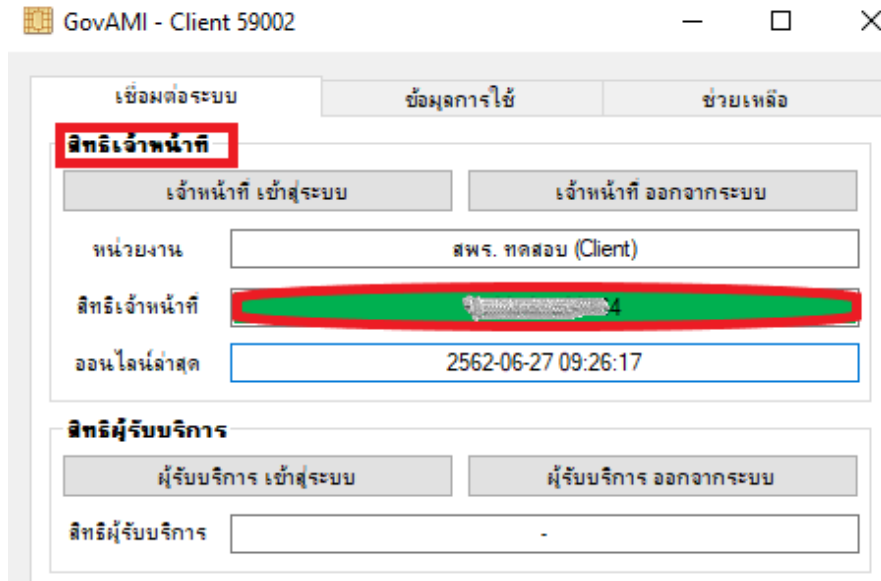 GovAMI - Client 59002
เชื่อมต่อระบบ ข้อมูลการใช้ ช่วยเหลือ
สิทธิเจ้าหน้าที่
เจ้าหน้าที่ เข้าสู่ระบบ เจ้าหน้าที่ ออกจากระบบ
หน่วยงาน สพร. ทดสอบ (Client)
สิทธิเจ้าหน้าที่
ออนไลน์ล่าสุด 2562-06-27 09:26:17
สิทธิผู้รับบริการ
ผู้รับบริการ เข้าสู่ระบบ ผู้รับบริการ ออกจากระบบ
สิทธิผู้รับบริการ -